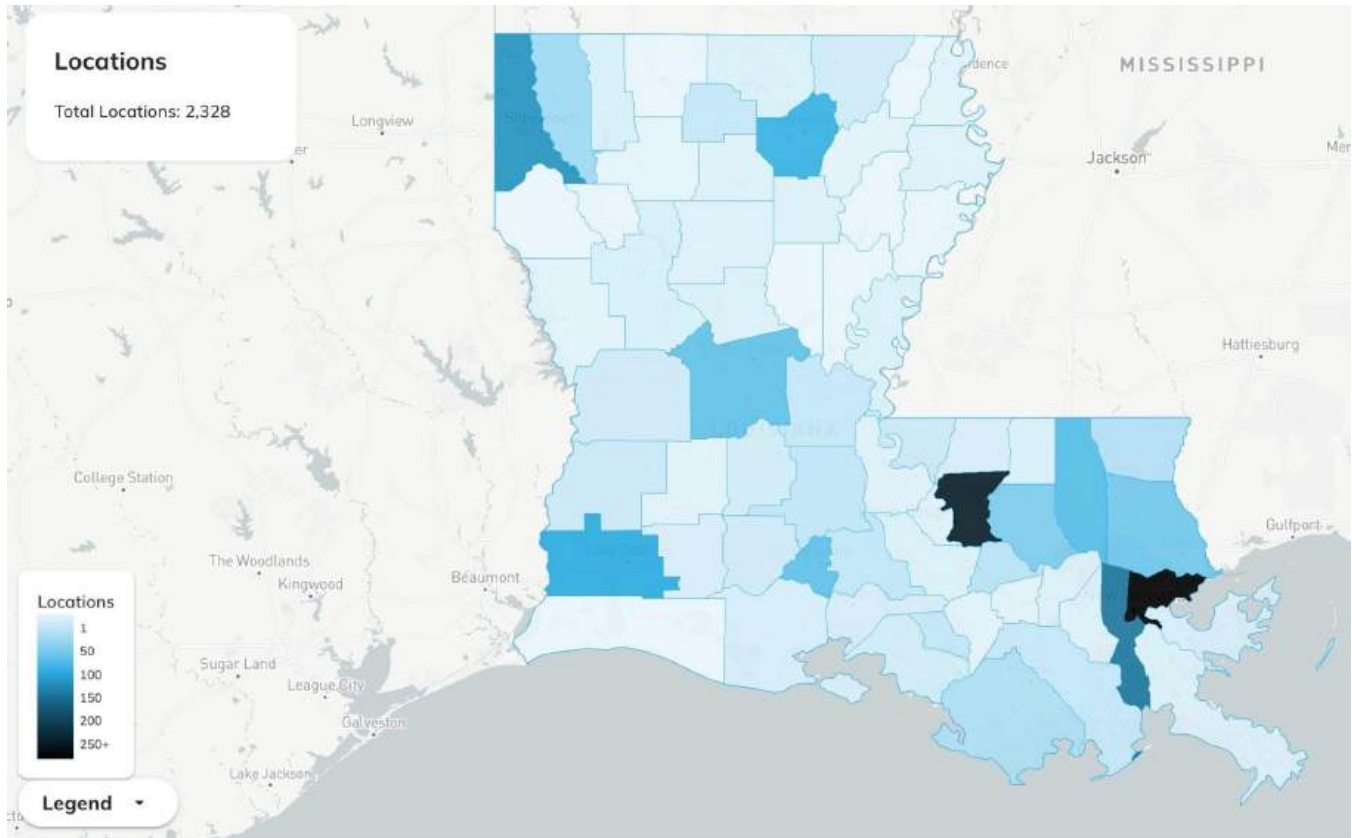 Locations
Total Locations: 2,328
MISSISSIPPI
Longview
Jackson
Hattiesburg
LOUISIANA
College Station
Gulfport
The Woodlands
Kingwood
Beaumont
Sugar Land
League City
Galveston
Lake Jackson
Locations
1
50
100
150
200
250+
Legend